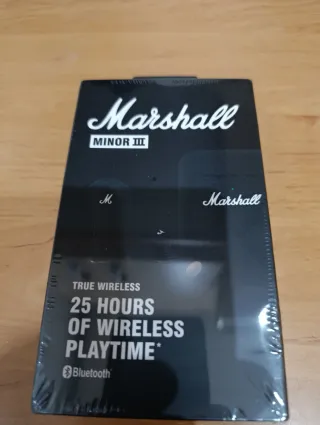 Marshall
MINOR III
M
Marshall
TRUE WIRELESS
25 HOURS
OF WIRELESS
PLAYTIME*
Bluetooth®